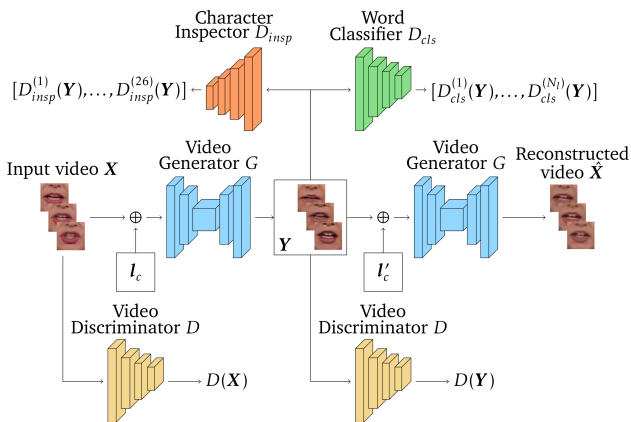 Character
Inspector D_insp
Word
Classifier D_cls
[D_insp^(1)(Y),...,D_insp^(26)(Y)]
[D_cls^(1)(Y),...,D_cls^(N_l)(Y)]
Input video X
Video
Generator G
Video
Generator G
Reconstructed
video X̂
⊕
⊕
Y
l_c
l'_c
Video
Discriminator D
Video
Discriminator D
D(X)
D(Y)